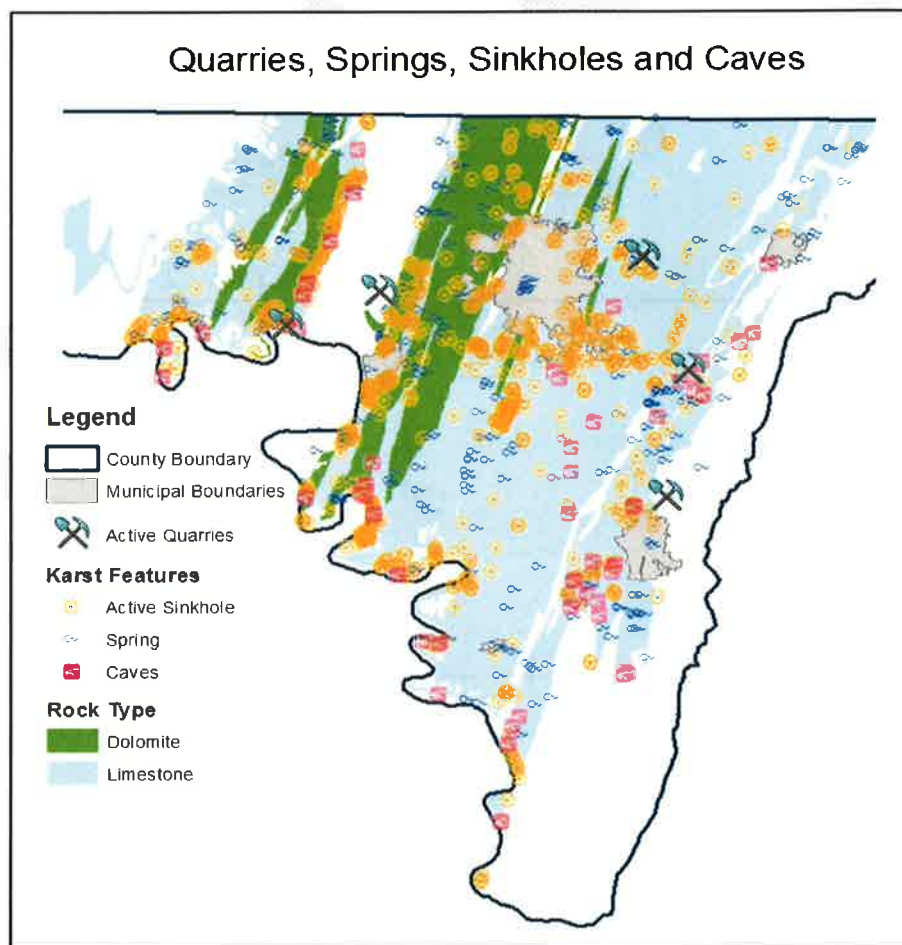 Quarries, Springs, Sinkholes and Caves
Legend
County Boundary
Municipal Boundaries
Active Quarries
Karst Features
Active Sinkhole
Spring
Caves
Rock Type
Dolomite
Limestone